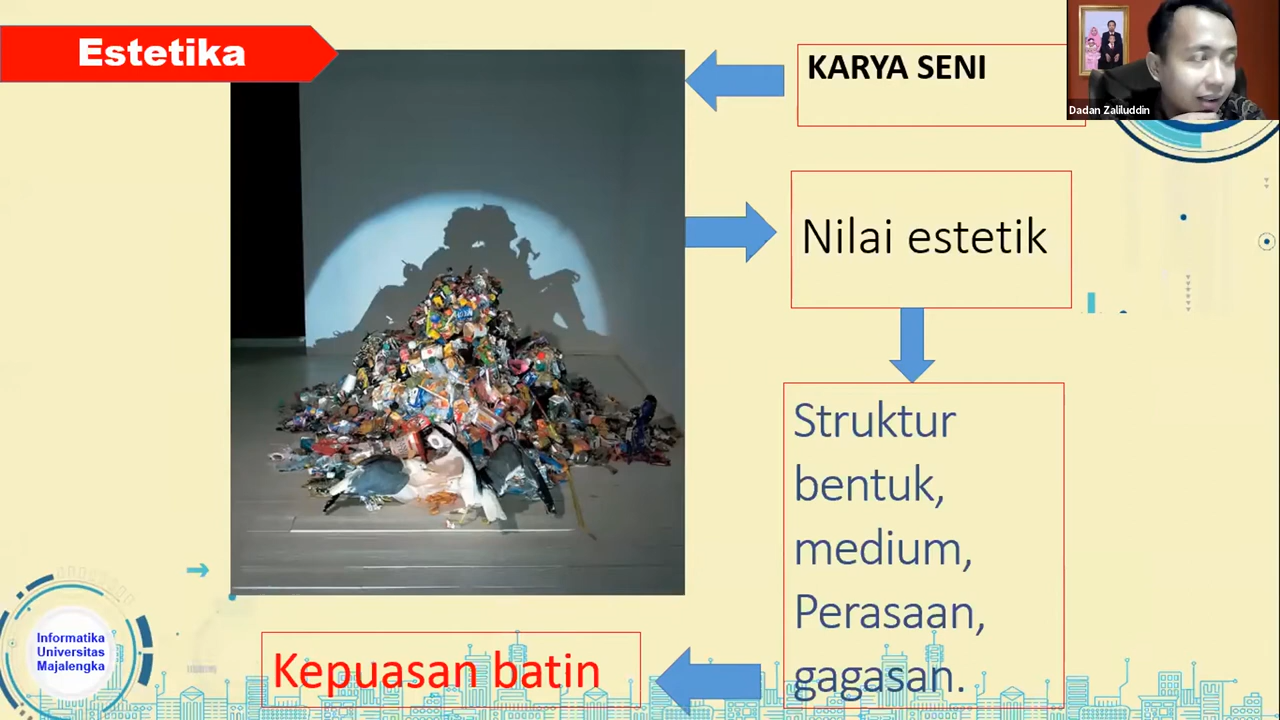 Estetika
KARYA SENI
Dadan Zaliluddin
Nilai estetik
Struktur
bentuk,
medium,
Perasaan,
gagasan.
Kepuasan batin
Informatika
Universitas
Majalengka